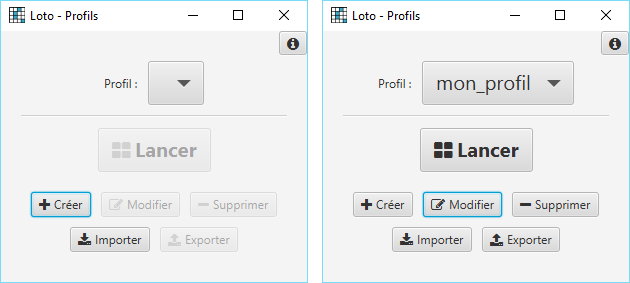 Loto - Profils
Profil :
Lancer
Créer Modifier Supprimer
Importer Exporter
Loto - Profils
Profil : mon_profil
Lancer
Créer Modifier Supprimer
Importer Exporter